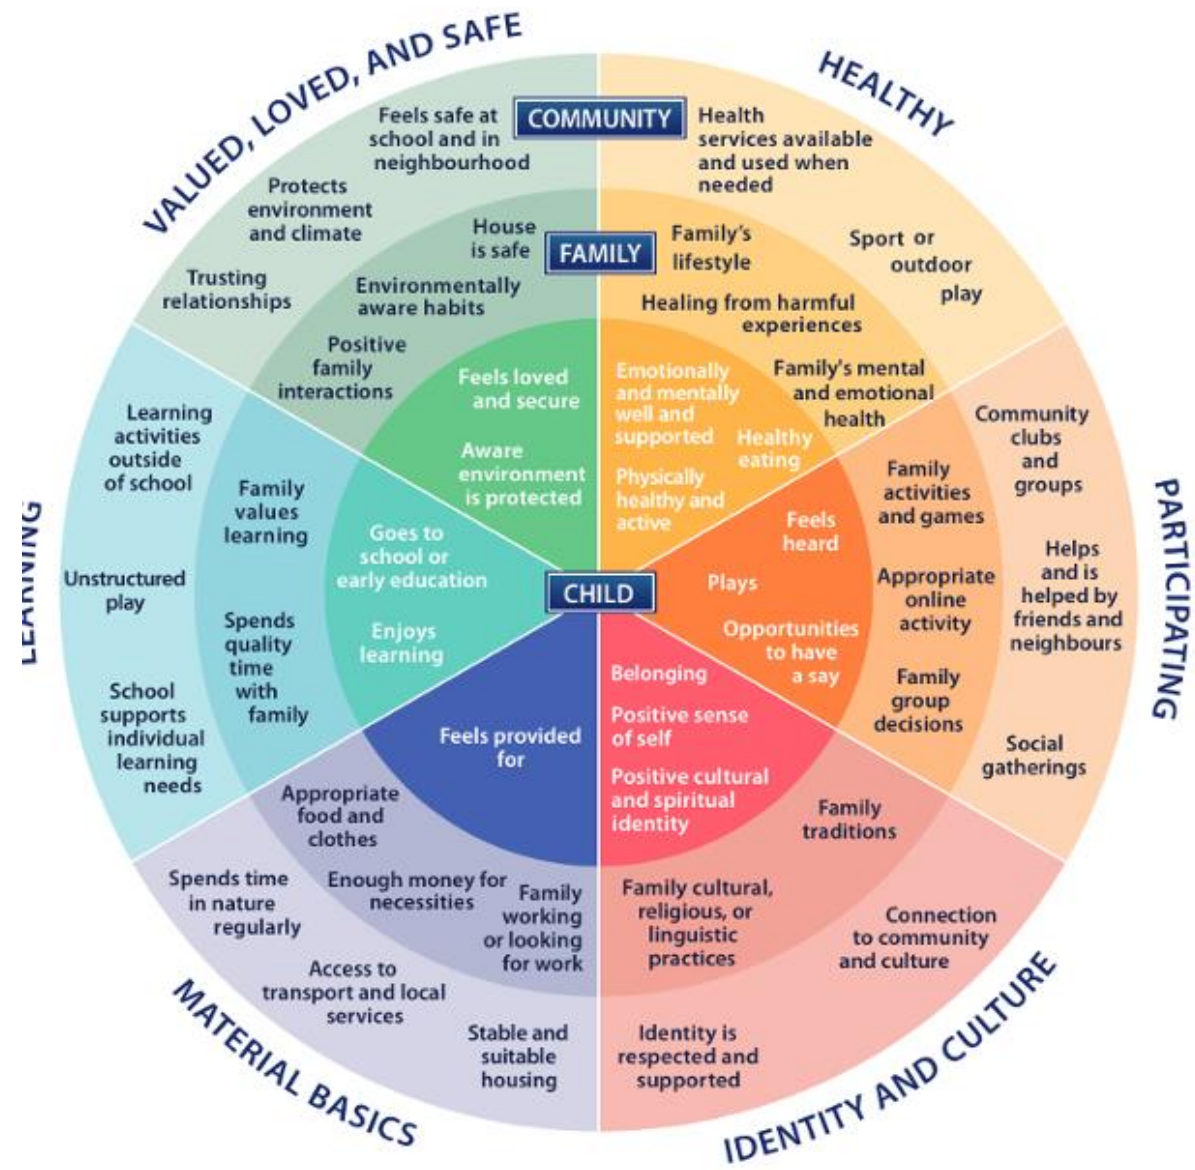 VALUED, LOVED, AND SAFE
COMMUNITY
Feels safe at
school and in
neighbourhood
Protects
environment
and climate
Trusting
relationships
FAMILY
House
is safe
Environmentally
aware habits
Positive
family
interactions
Feels loved
and secure
Aware
environment
is protected
HEALTHY
Health
services available
and used when
needed
Sport or
outdoor
play
Family's
lifestyle
Healing from harmful
experiences
Family's mental
and emotional
health
Emotionally
and mentally
well and
supported
Healthy
eating
Physically
healthy and
active
PARTICIPATING
Community
clubs
and
groups
Helps
and is
helped by
friends and
neighbours
Social
gatherings
Family
activities
and games
Appropriate
online
activity
Family
group
decisions
Feels
heard
Plays
Opportunities
to have
a say
CHILD
IDENTITY AND CULTURE
Belonging
Positive sense
of self
Positive cultural
and spiritual
identity
Family
traditions
Family cultural,
religious, or
linguistic
practices
Connection
to community
and culture
Identity is
respected and
supported
MATERIAL BASICS
Feels provided
for
Appropriate
food and
clothes
Enough money for
necessities
Family
working
or looking
for work
Spends time
in nature
regularly
Access to
transport and local
services
Stable and
suitable
housing
LEARNING
Learning
activities
outside
of school
Unstructured
play
School
supports
individual
learning
needs
Family
values
learning
Spends
quality
time
with
family
Goes to
school or
early education
Enjoys
learning